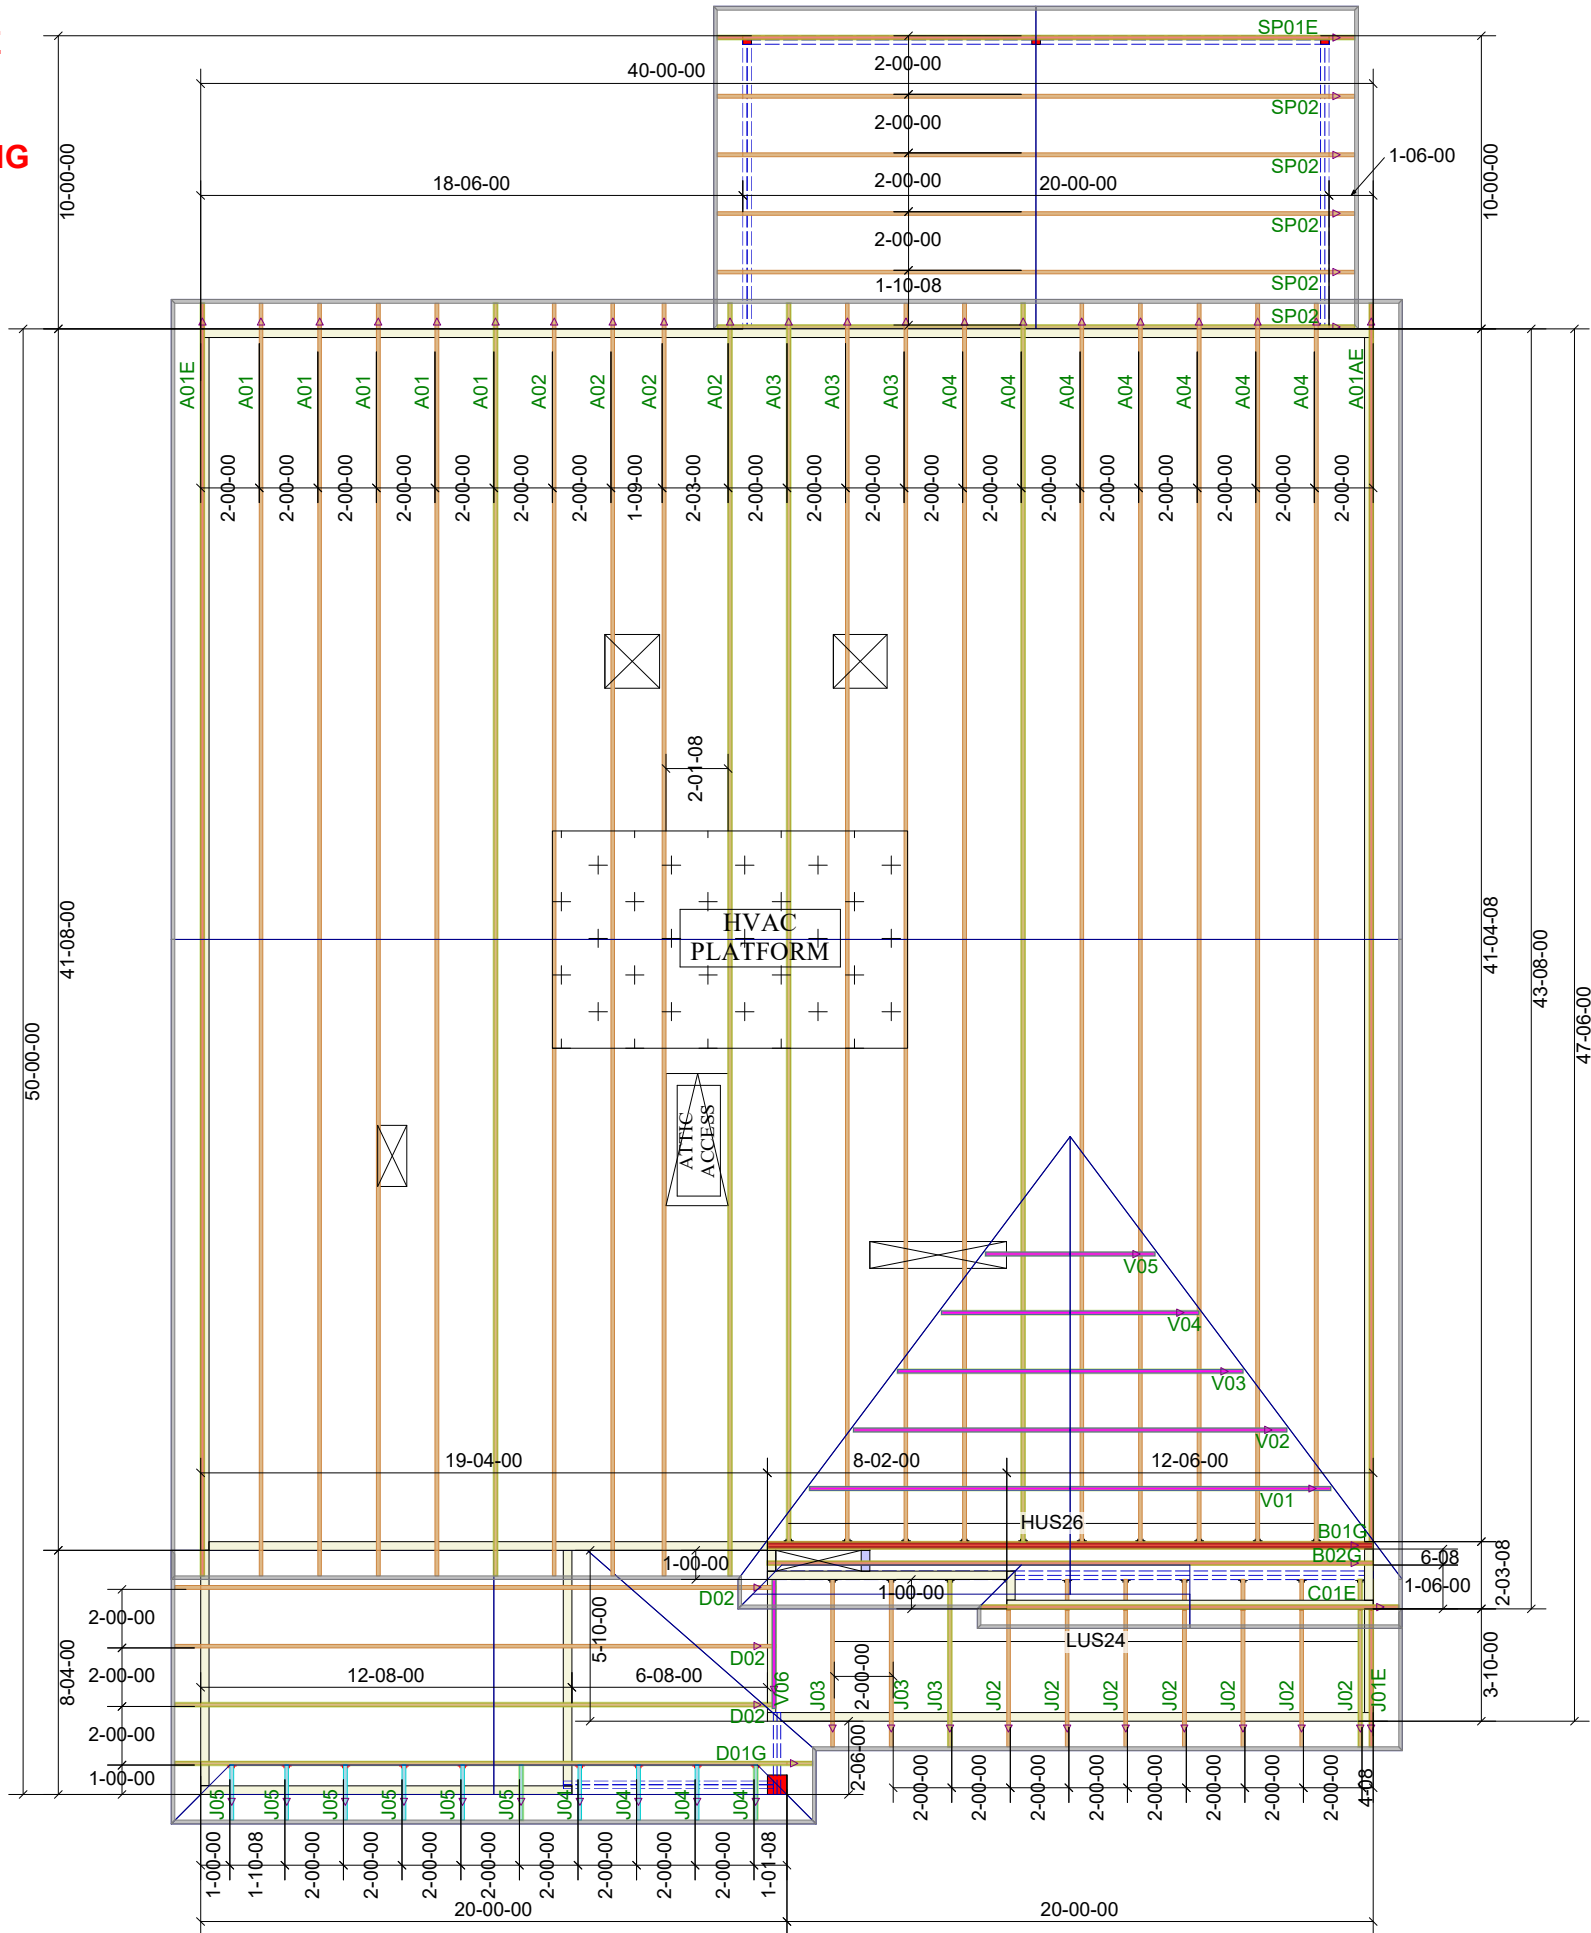 IG
SP01E
40-00-00
2-00-00
SP02
2-00-00
SP02
1-06-00
10-00-00
10-00-00
18-06-00
2-00-00
20-00-00
SP02
2-00-00
SP02
1-10-08
SP02
A01E
A01
A01
A01
A01
A01
A02
A02
A02
A02
A03
A03
A03
A04
A04
A04
A04
A04
A04
A04
A01AE
2-00-00
2-00-00
2-00-00
2-00-00
2-00-00
2-00-00
2-00-00
1-09-00
2-03-00
2-00-00
2-00-00
2-00-00
2-00-00
2-00-00
2-00-00
2-00-00
2-00-00
2-00-00
2-00-00
2-00-00
2-01-08
HVAC
PLATFORM
41-08-00
50-00-00
41-04-08
43-08-00
47-06-00
ATTIC
ACCESS
V05
V04
V03
V02
19-04-00
8-02-00
12-06-00
V01
HUS26
B01G
B02G
6-08
1-00-00
1-06-00
2-03-08
D02
1-00-00
C01E
2-00-00
5-10-00
LUS24
D02
8-04-00
2-00-00
12-08-00
6-08-00
V06
2-00-00
3-10-00
J03
J03
J03
J02
J02
J02
J02
J02
J02
J02
J01E
D02
2-00-00
D01G
2-06-00
1-00-00
2-00-00
2-00-00
2-00-00
2-00-00
2-00-00
2-00-00
2-00-00
2-00-00
4-08
J05
J05
J05
J05
J05
J05
J04
J04
J04
J04
1-00-00
1-10-08
2-00-00
2-00-00
2-00-00
2-00-00
2-00-00
2-00-00
2-00-00
2-00-00
1-01-08
20-00-00
20-00-00